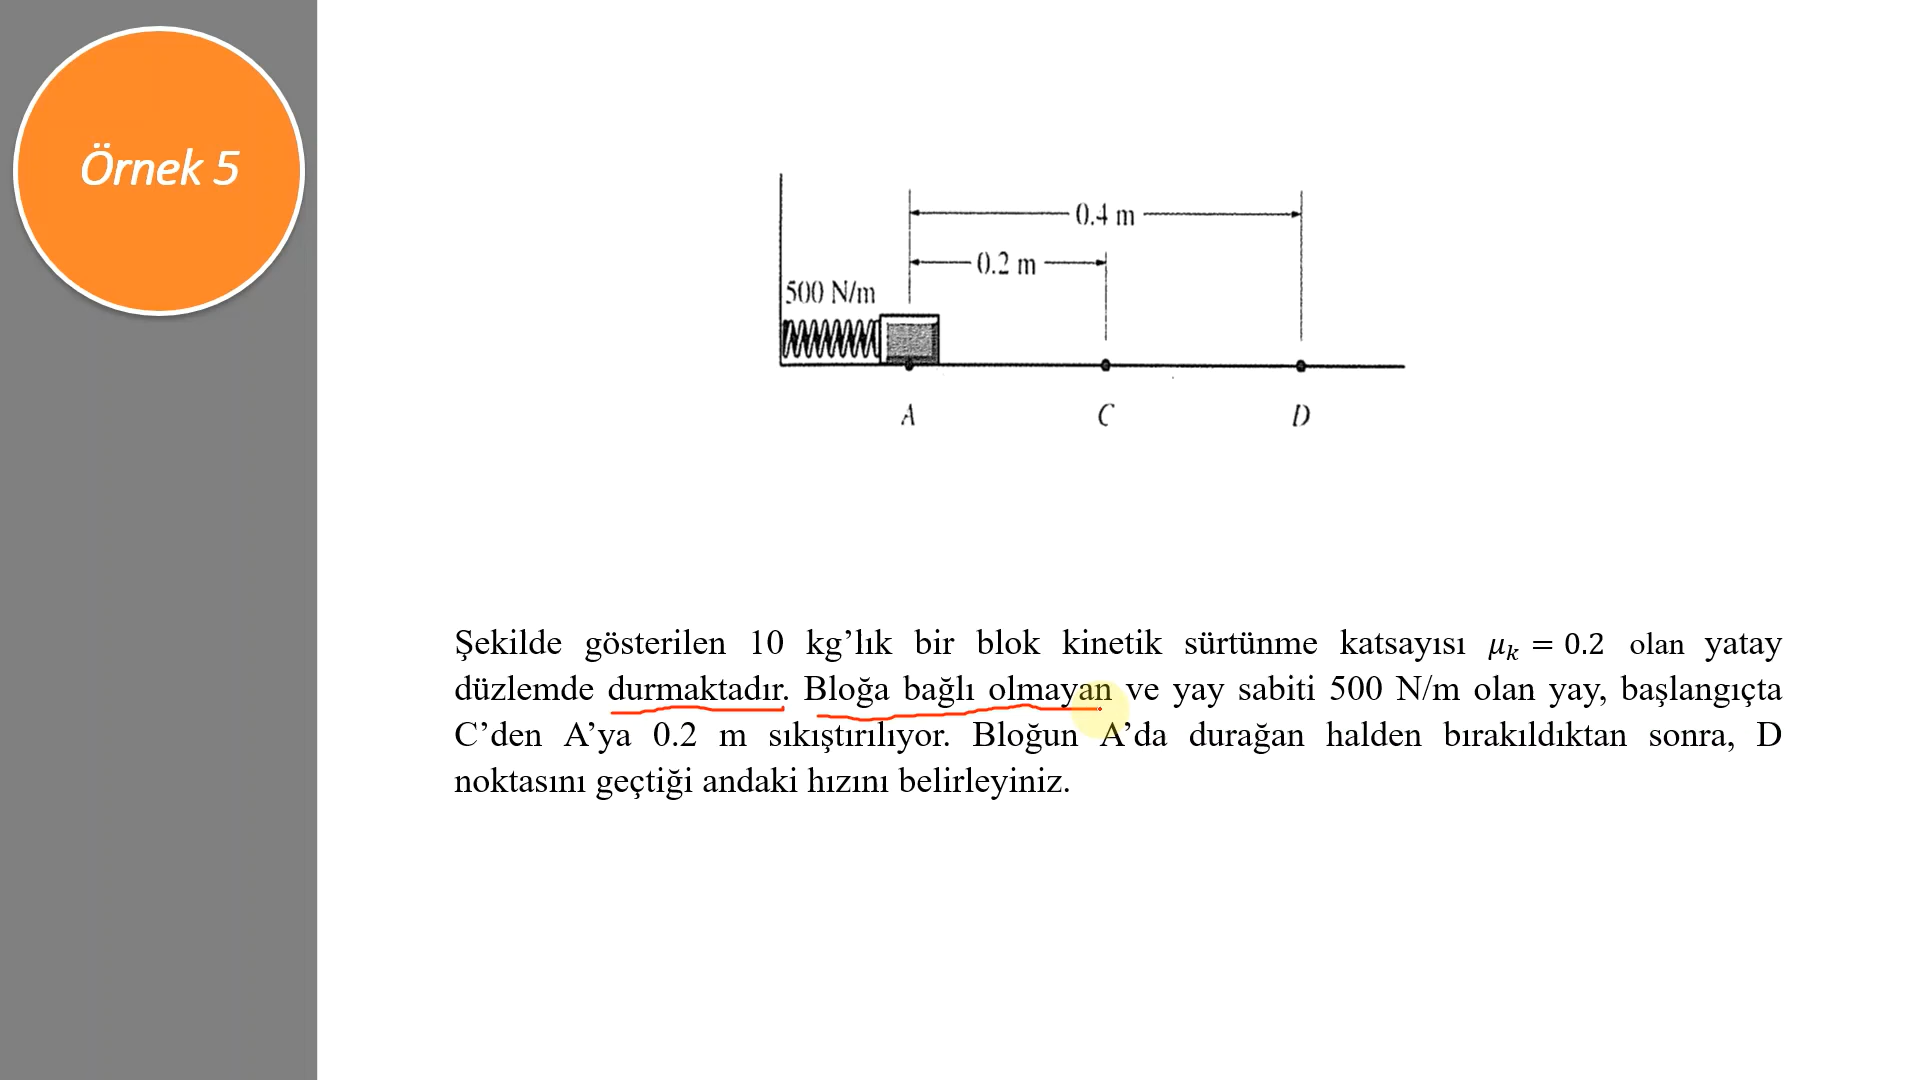 Örnek 5
0.4 m
0.2 m
500 N/m
A
C
D
Şekilde gösterilen 10 kg’lık bir blok kinetik sürtünme katsayısı μₖ = 0.2 olan yatay
düzlemde durmaktadır. Bloğa bağlı olmayan ve yay sabiti 500 N/m olan yay, başlangıçta
C’den A’ya 0.2 m sıkıştırılıyor. Bloğun A’da durağan halden bırakıldıktan sonra, D
noktasını geçtiği andaki hızını belirleyiniz.